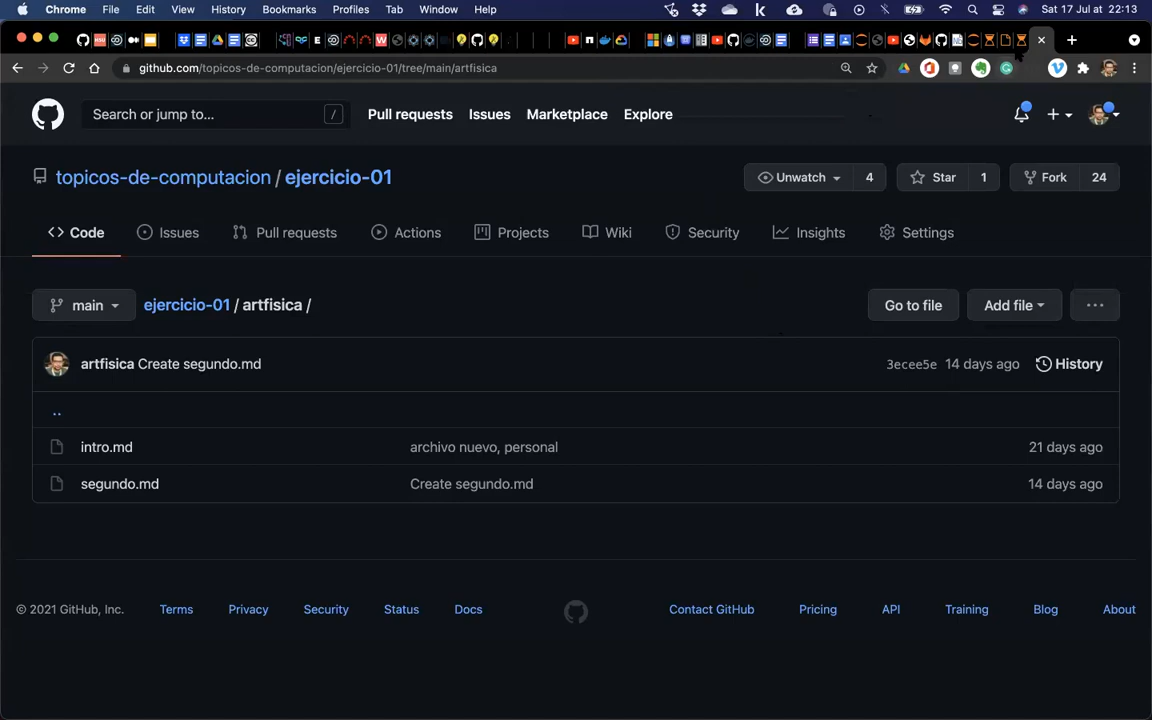 Chrome File Edit View History Bookmarks Profiles Tab Window Help Sat 17 Jul at 22:13
github.com/topicos-de-computacion/ejercicio-01/tree/main/artfisica
Search or jump to... / Pull requests Issues Marketplace Explore
topicos-de-computacion / ejercicio-01 Unwatch 4 Star 1 Fork 24
<> Code Issues Pull requests Actions Projects Wiki Security Insights Settings
main ejercicio-01 / artfisica / Go to file Add file ...
artfisica Create segundo.md 3ecee5e 14 days ago History
..
intro.md archivo nuevo, personal 21 days ago
segundo.md Create segundo.md 14 days ago
© 2021 GitHub, Inc. Terms Privacy Security Status Docs Contact GitHub Pricing API Training Blog About